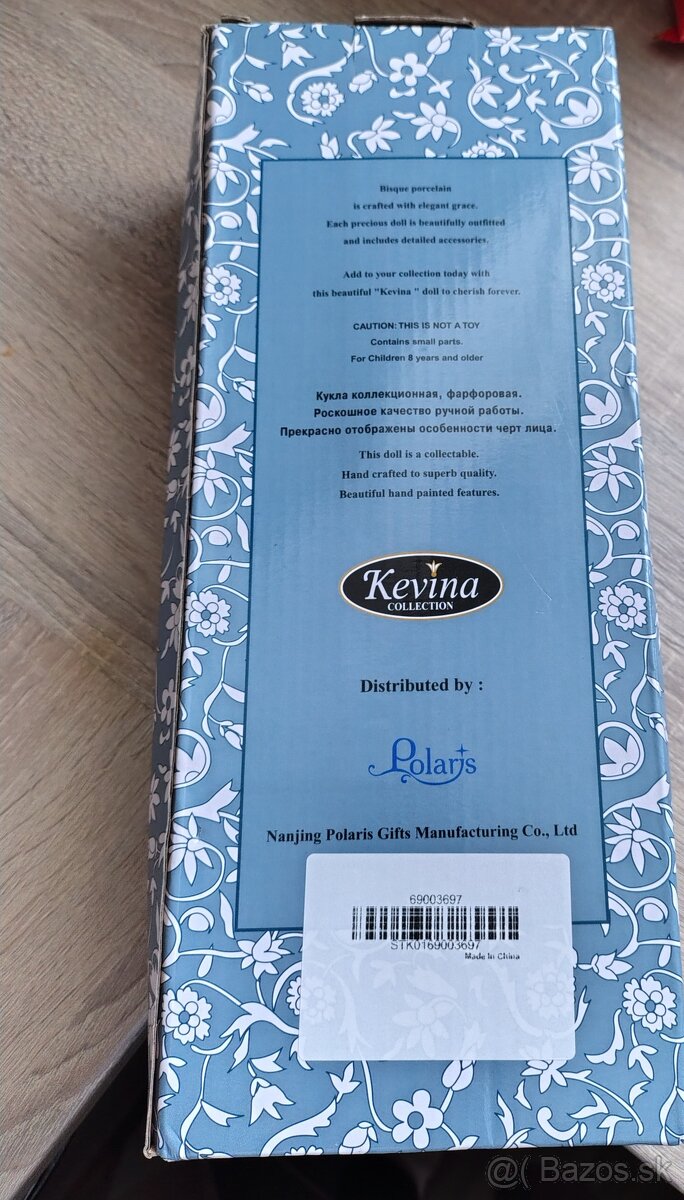 Bisque porcelain
is crafted with elegant grace.
Each precious doll is beautifully outfitted
and includes detailed accessories.
Add to your collection today with
this beautiful "Kevina " doll to cherish forever.
CAUTION: THIS IS NOT A TOY
Contains small parts.
For Children 8 years and older
Кукла коллекционная, фарфоровая.
Роскошное качество ручной работы.
Прекрасно отображены особенности черт лица.
This doll is a collectable.
Hand crafted to superb quality.
Beautiful hand painted features.
Kevina
COLLECTION
Distributed by :
Polaris
Nanjing Polaris Gifts Manufacturing Co., Ltd
69003697
STK0169003697
Made In China
@( Bazos.sk